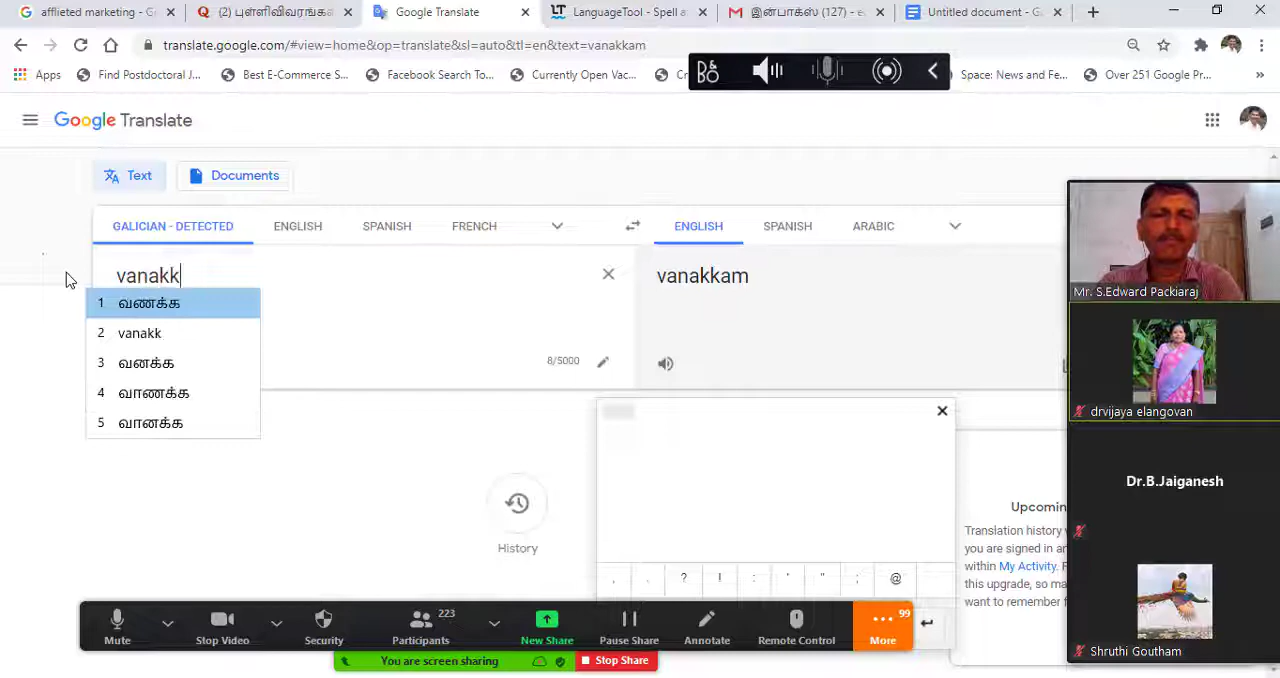 afflieted marketing - G
(2) புள்ளிவிவரங்கள்
Google Translate
LanguageTool - Spell a
இன்பாக்ஸ் (127) - e
Untitled document - G
translate.google.com/#view=home&op=translate&sl=auto&tl=en&text=vanakkam
Apps
Find Postdoctoral J...
Best E-Commerce S...
Facebook Search To...
Currently Open Vac...
Cr
Space: News and Fe...
Over 251 Google Pr...
»
B&O
Google Translate
Text
Documents
GALICIAN - DETECTED
ENGLISH
SPANISH
FRENCH
ENGLISH
SPANISH
ARABIC
vanakk
vanakkam
1 வணக்க
2 vanakk
3 வனக்க
4 வாணக்க
5 வானக்க
8/5000
History
Upcomin
Translation history w
you are signed in an
within My Activity. F
this upgrade, so ma
want to remember f
, . ? ! : ' " ; @
Mr. S.Edward Packiaraj
drvijaya elangovan
Dr.B.Jaiganesh
Shruthi Goutham
Mute
Stop Video
Security
Participants
223
New Share
Pause Share
Annotate
Remote Control
More
99
You are screen sharing
Stop Share